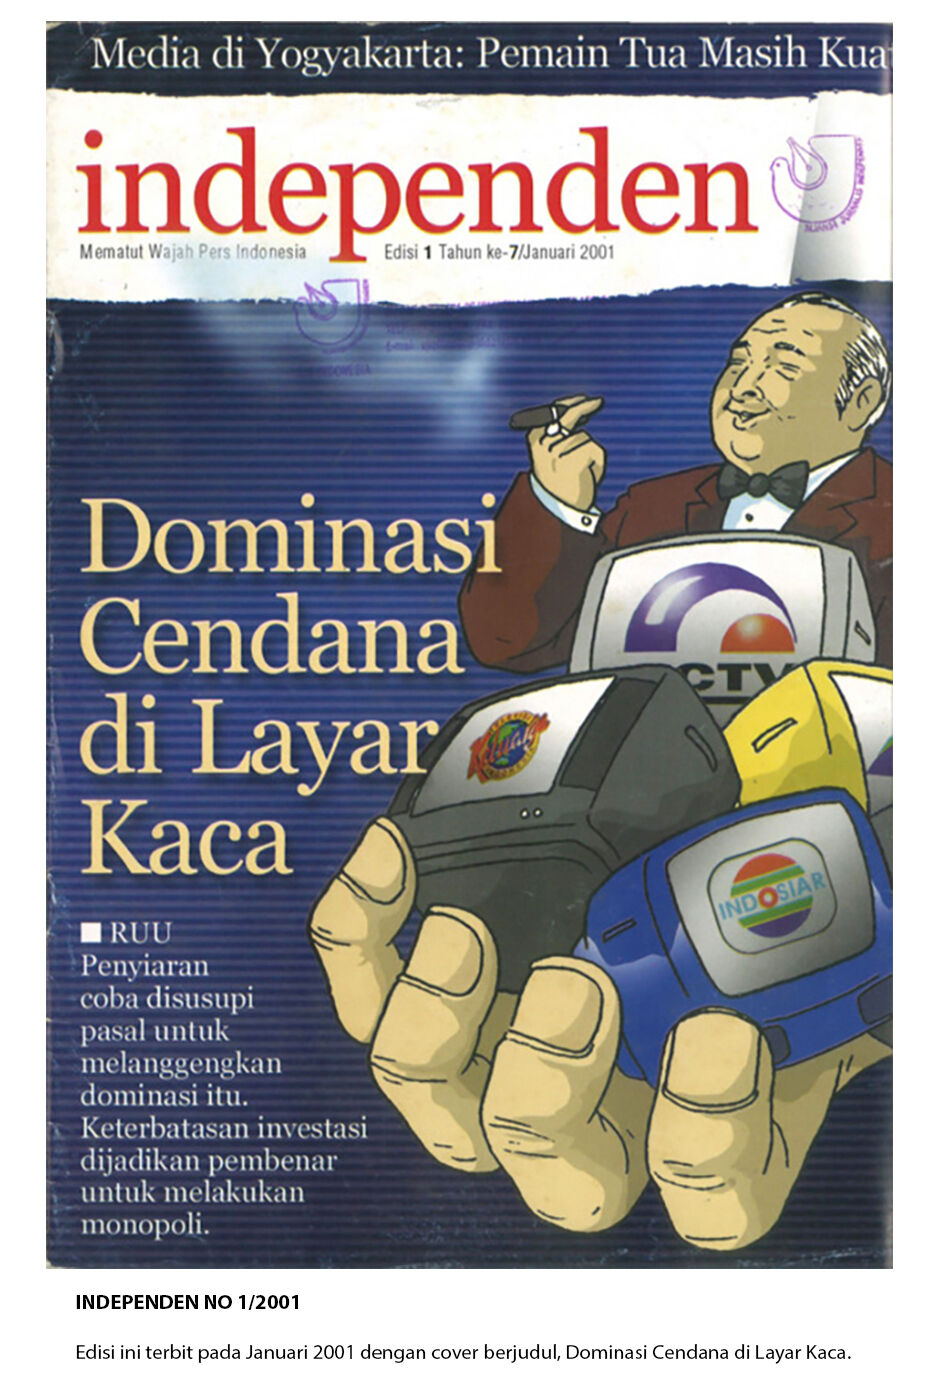 Media di Yogyakarta: Pemain Tua Masih Kuat
independen
Mematut Wajah Pers Indonesia
Edisi 1 Tahun ke-7/Januari 2001
Dominasi
Cendana
di Layar
Kaca
CTV
INDOSIAR
RUU
Penyiaran
coba disusupi
pasal untuk
melanggengkan
dominasi itu.
Keterbatasan investasi
dijadikan pembenar
untuk melakukan
monopoli.
INDEPENDEN NO 1/2001
Edisi ini terbit pada Januari 2001 dengan cover berjudul, Dominasi Cendana di Layar Kaca.